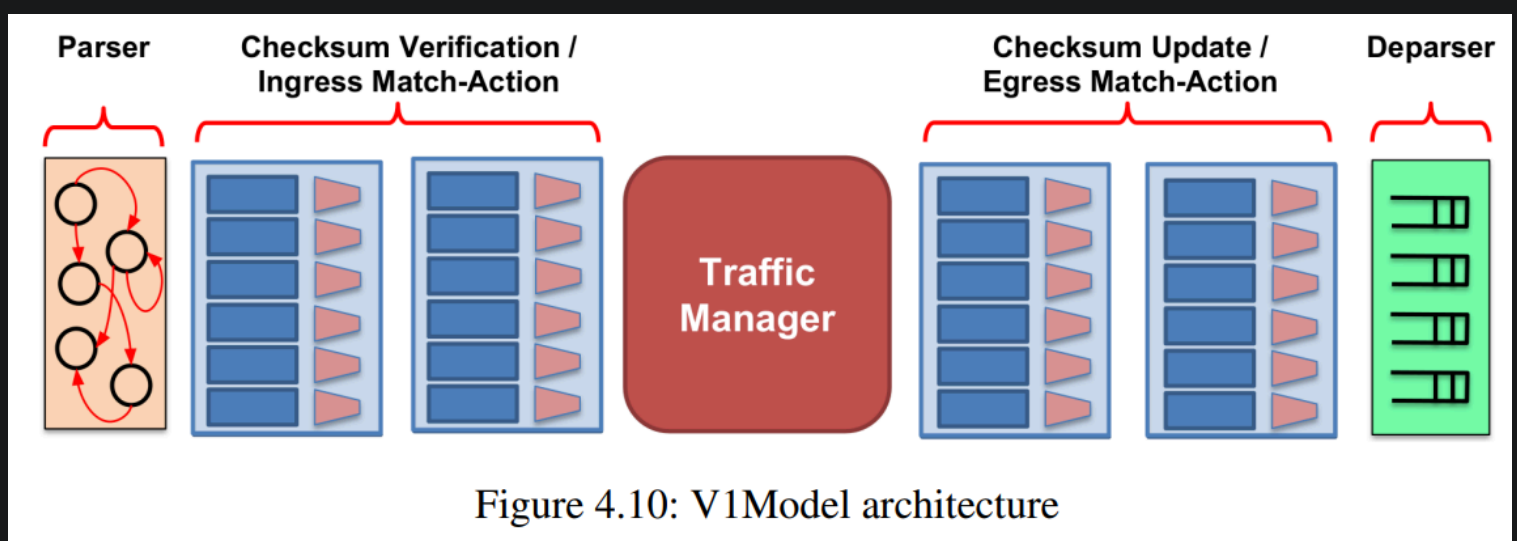 Parser
Checksum Verification /
Ingress Match-Action
Checksum Update /
Egress Match-Action
Deparser
Traffic
Manager
Figure 4.10: V1Model architecture